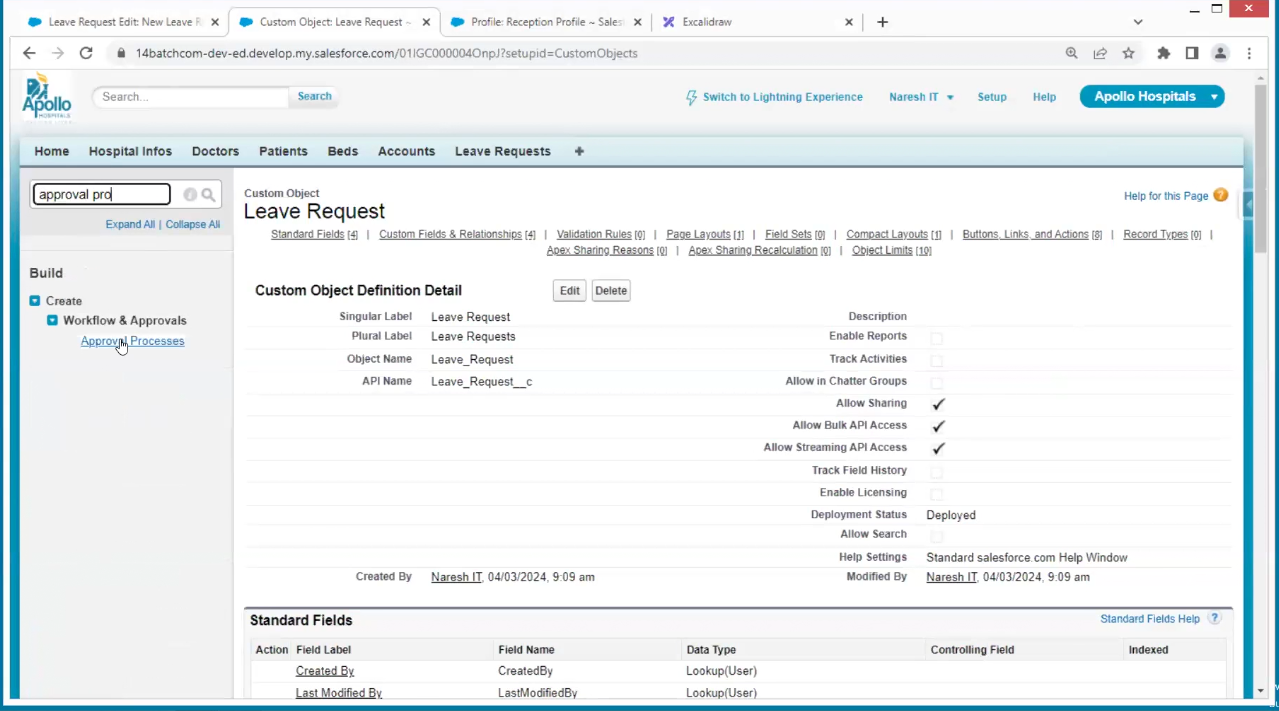 Leave Request Edit: New Leave R
Custom Object: Leave Request ~
Profile: Reception Profile ~ Sales
Excalidraw
14batchcom-dev-ed.develop.my.salesforce.com/01IGC000004OnpJ?setupid=CustomObjects
Apollo
HOSPITALS
Search...
Search
Switch to Lightning Experience
Naresh IT
Setup
Help
Apollo Hospitals
Home
Hospital Infos
Doctors
Patients
Beds
Accounts
Leave Requests
approval pro
Expand All | Collapse All
Build
Create
Workflow & Approvals
Approval Processes
Custom Object
Leave Request
Help for this Page
Standard Fields [4] | Custom Fields & Relationships [4] | Validation Rules [0] | Page Layouts [1] | Field Sets [0] | Compact Layouts [1] | Buttons, Links, and Actions [8] | Record Types [0] |
Apex Sharing Reasons [0] | Apex Sharing Recalculation [0] | Object Limits [10]
Custom Object Definition Detail
Edit
Delete
Singular Label Leave Request Description
Plural Label Leave Requests Enable Reports
Object Name Leave_Request Track Activities
API Name Leave_Request__c Allow in Chatter Groups
Allow Sharing
Allow Bulk API Access
Allow Streaming API Access
Track Field History
Enable Licensing
Deployment Status Deployed
Allow Search
Help Settings Standard salesforce.com Help Window
Created By Naresh IT, 04/03/2024, 9:09 am Modified By Naresh IT, 04/03/2024, 9:09 am
Standard Fields
Standard Fields Help
Action Field Label Field Name Data Type Controlling Field Indexed
Created By CreatedBy Lookup(User)
Last Modified By LastModifiedBy Lookup(User)